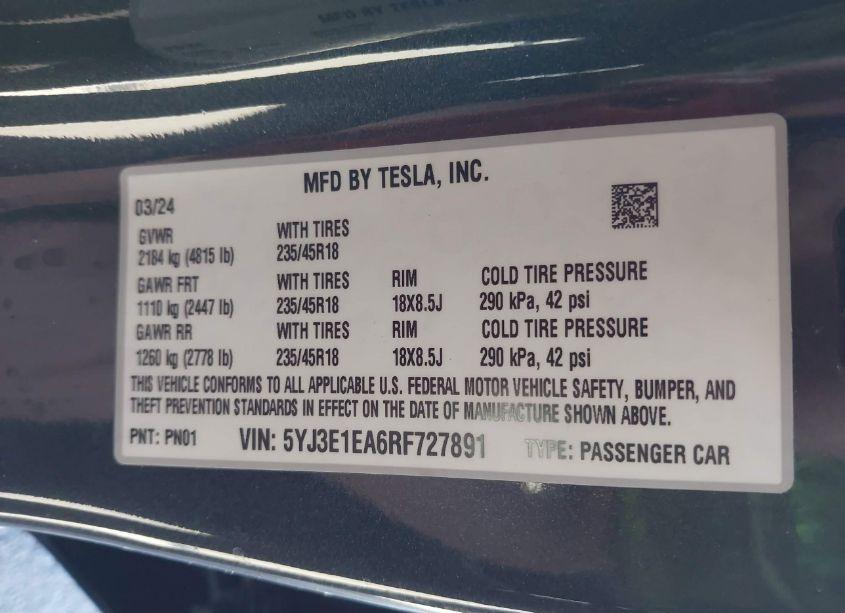 MFD BY TESLA, INC.
03/24
GVWR WITH TIRES
2184 kg (4815 lb) 235/45R18
GAWR FRT WITH TIRES RIM COLD TIRE PRESSURE
1110 kg (2447 lb) 235/45R18 18X8.5J 290 kPa, 42 psi
GAWR RR WITH TIRES RIM COLD TIRE PRESSURE
1260 kg (2778 lb) 235/45R18 18X8.5J 290 kPa, 42 psi
THIS VEHICLE CONFORMS TO ALL APPLICABLE U.S. FEDERAL MOTOR VEHICLE SAFETY, BUMPER, AND
THEFT PREVENTION STANDARDS IN EFFECT ON THE DATE OF MANUFACTURE SHOWN ABOVE.
PNT: PN01 VIN: 5YJ3E1EA6RF727891 TYPE: PASSENGER CAR